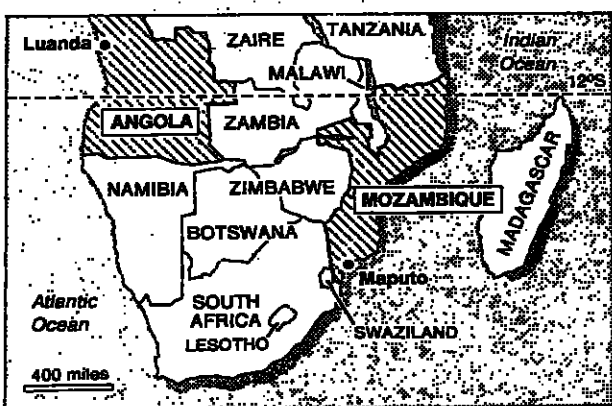 TANZANIA
Luanda
ZAIRE
Indian
Ocean
MALAWI
12°S
ANGOLA
ZAMBIA
NAMIBIA
ZIMBABWE
MOZAMBIQUE
MADAGASCAR
BOTSWANA
Maputo
Atlantic
Ocean
SOUTH
AFRICA
LESOTHO
SWAZILAND
400 miles